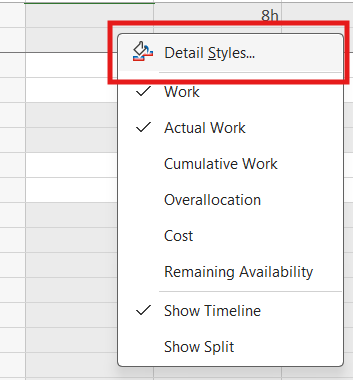 8h
Detail Styles...
Work
Actual Work
Cumulative Work
Overallocation
Cost
Remaining Availability
Show Timeline
Show Split